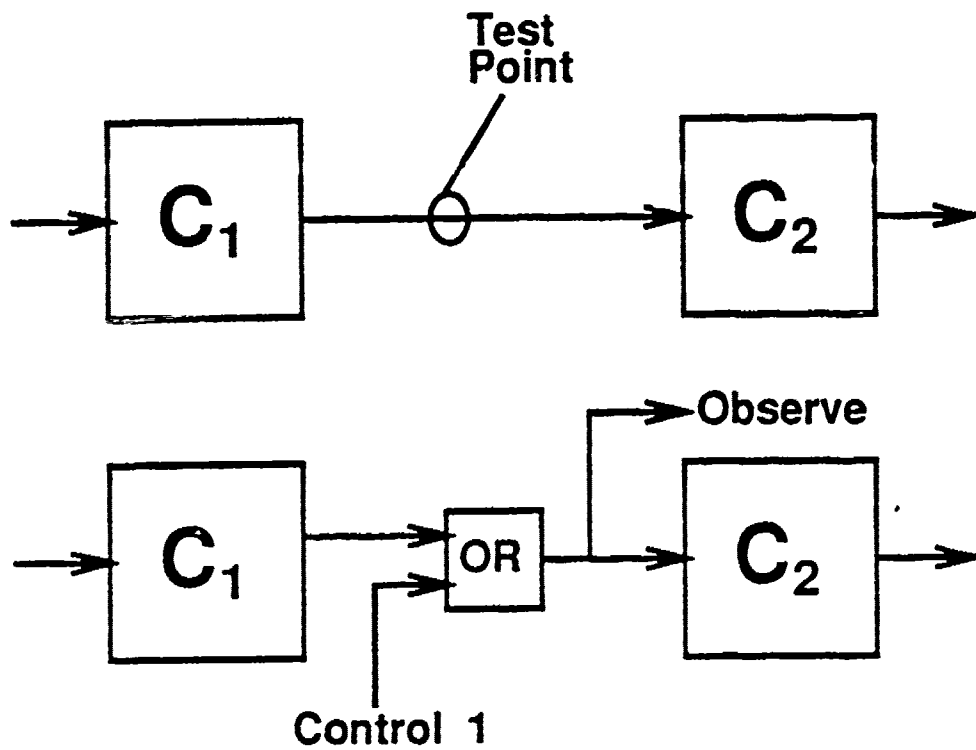 Test
Point
C₁
C₂
Observe
C₁
OR
C₂
Control 1